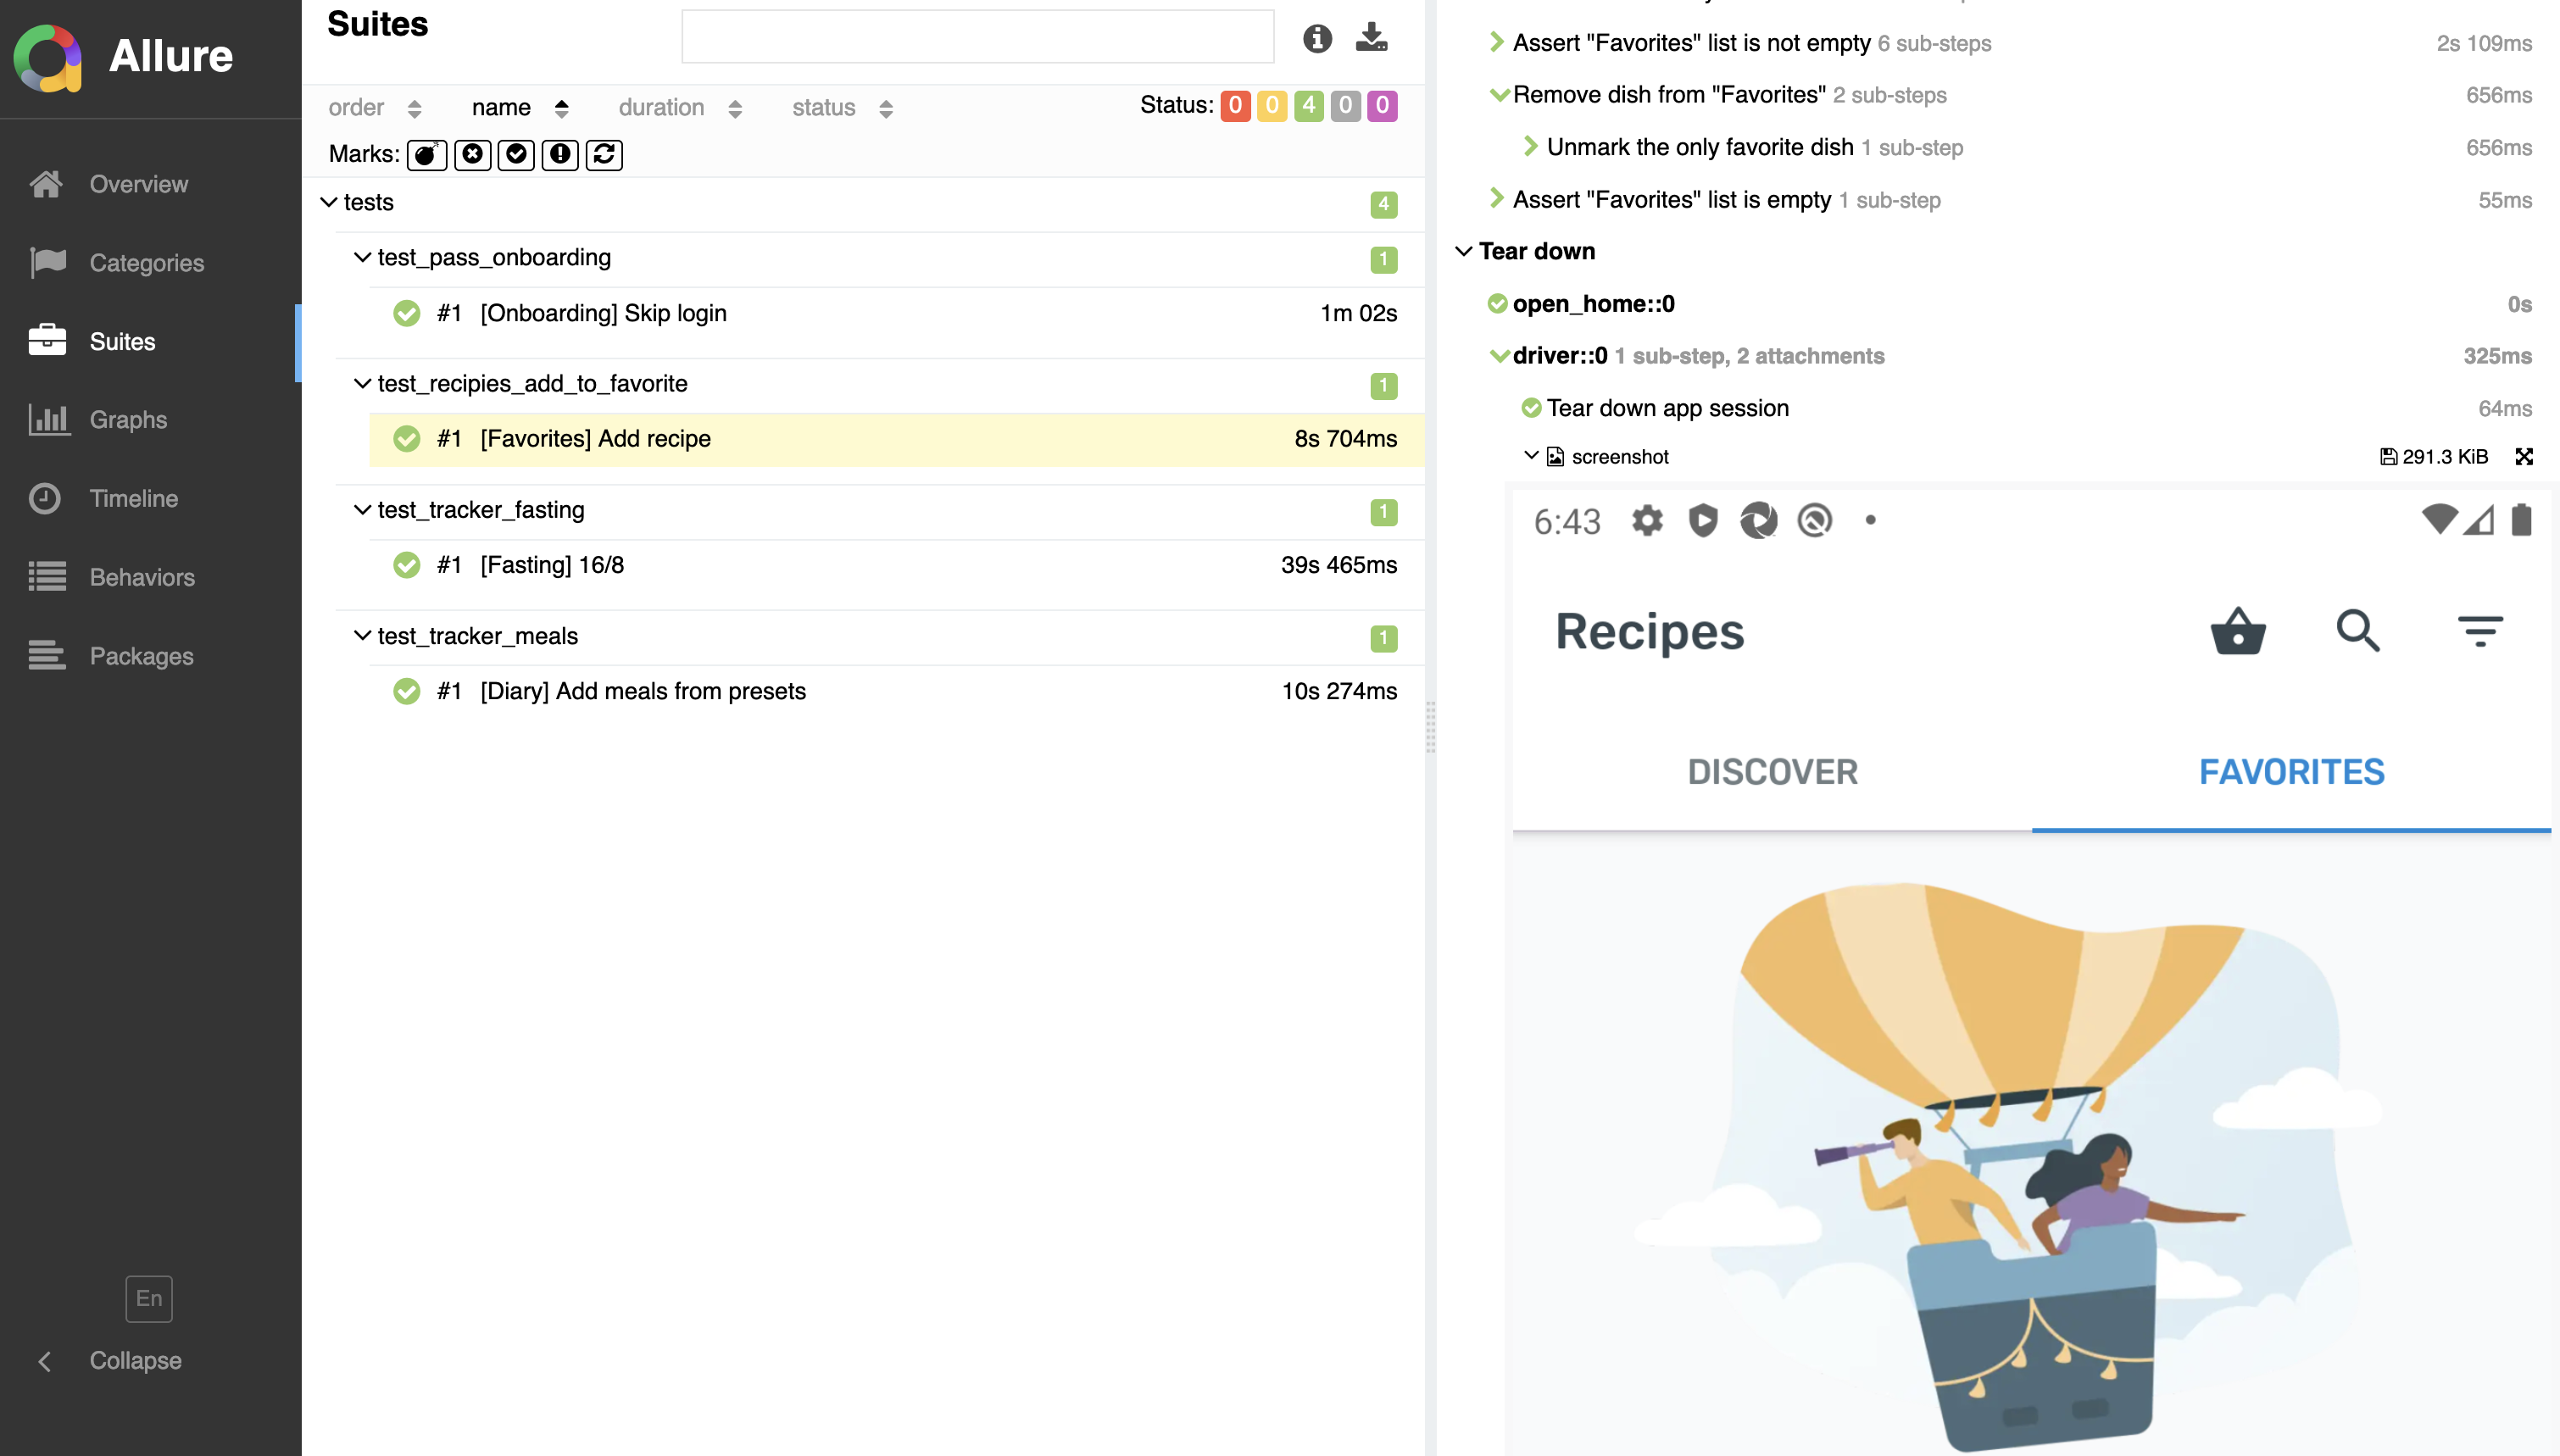 Allure
Overview
Categories
Suites
Graphs
Timeline
Behaviors
Packages
En
Collapse
Suites
order name duration status Status: 0 0 4 0 0
Marks:
tests 4
test_pass_onboarding 1
#1 [Onboarding] Skip login 1m 02s
test_recipies_add_to_favorite 1
#1 [Favorites] Add recipe 8s 704ms
test_tracker_fasting 1
#1 [Fasting] 16/8 39s 465ms
test_tracker_meals 1
#1 [Diary] Add meals from presets 10s 274ms
Assert "Favorites" list is not empty 6 sub-steps 2s 109ms
Remove dish from "Favorites" 2 sub-steps 656ms
Unmark the only favorite dish 1 sub-step 656ms
Assert "Favorites" list is empty 1 sub-step 55ms
Tear down
open_home::0 0s
driver::0 1 sub-step, 2 attachments 325ms
Tear down app session 64ms
screenshot 291.3 KiB
6:43
Recipes
DISCOVER FAVORITES